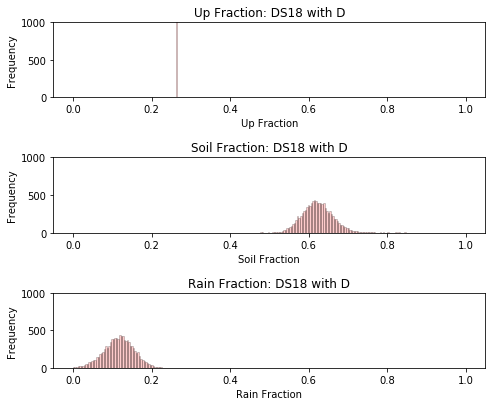 Up Fraction: DS18 with D
1000
500
0
Frequency
0.0 0.2 0.4 0.6 0.8 1.0
Up Fraction
Soil Fraction: DS18 with D
1000
500
0
Frequency
0.0 0.2 0.4 0.6 0.8 1.0
Soil Fraction
Rain Fraction: DS18 with D
1000
500
0
Frequency
0.0 0.2 0.4 0.6 0.8 1.0
Rain Fraction